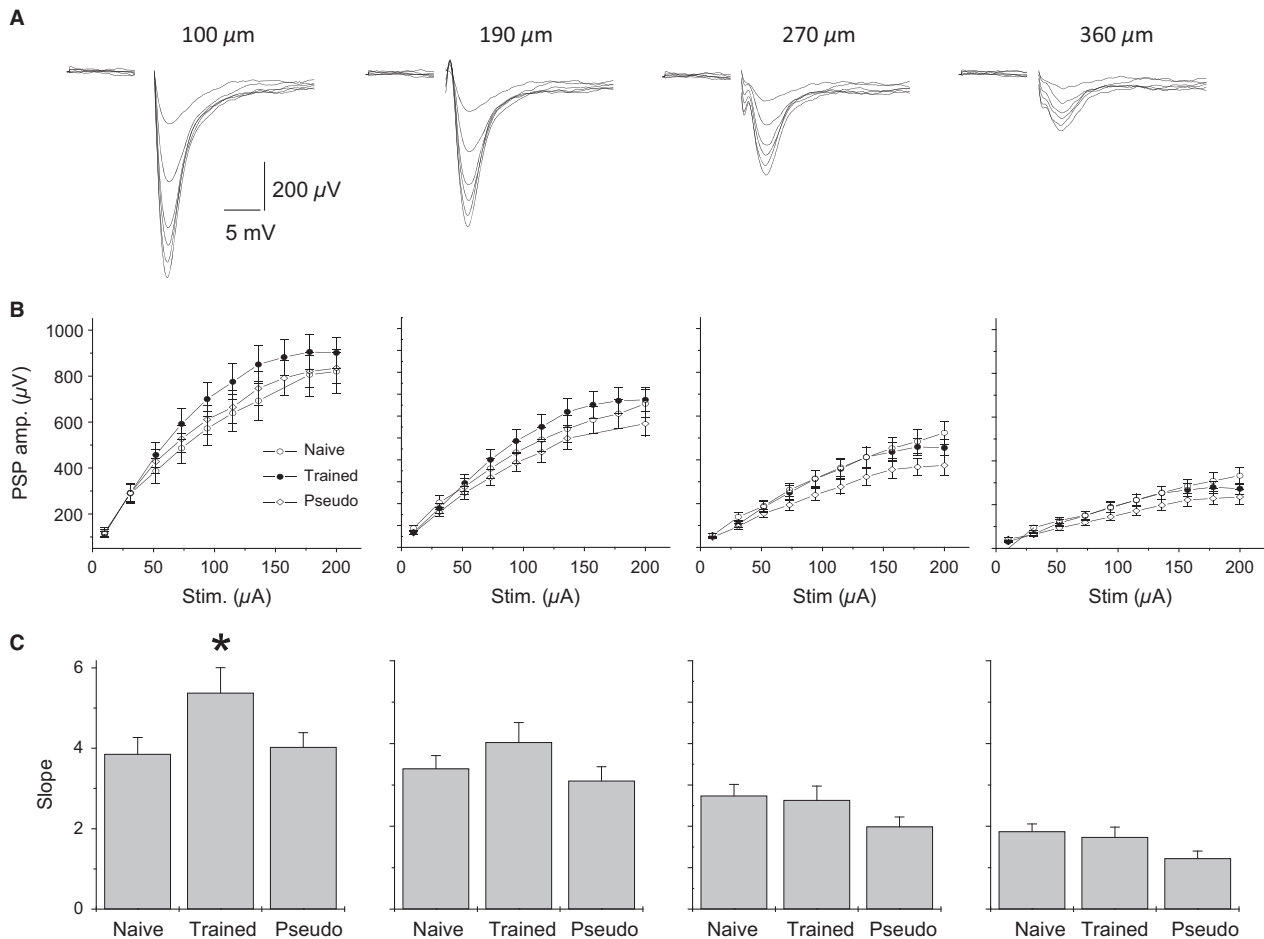 A
100 µm 190 µm 270 µm 360 µm
200 µV
5 mV
B
1000
800
600
400
200
PSP amp. (µV)
Naive
Trained
Pseudo
0 50 100 150 200 0 50 100 150 200 0 50 100 150 200 0 50 100 150 200
Stim. (µA) Stim. (µA) Stim (µA) Stim (µA)
C
*
6
4
2
0
Slope
Naive Trained Pseudo Naive Trained Pseudo Naive Trained Pseudo Naive Trained Pseudo